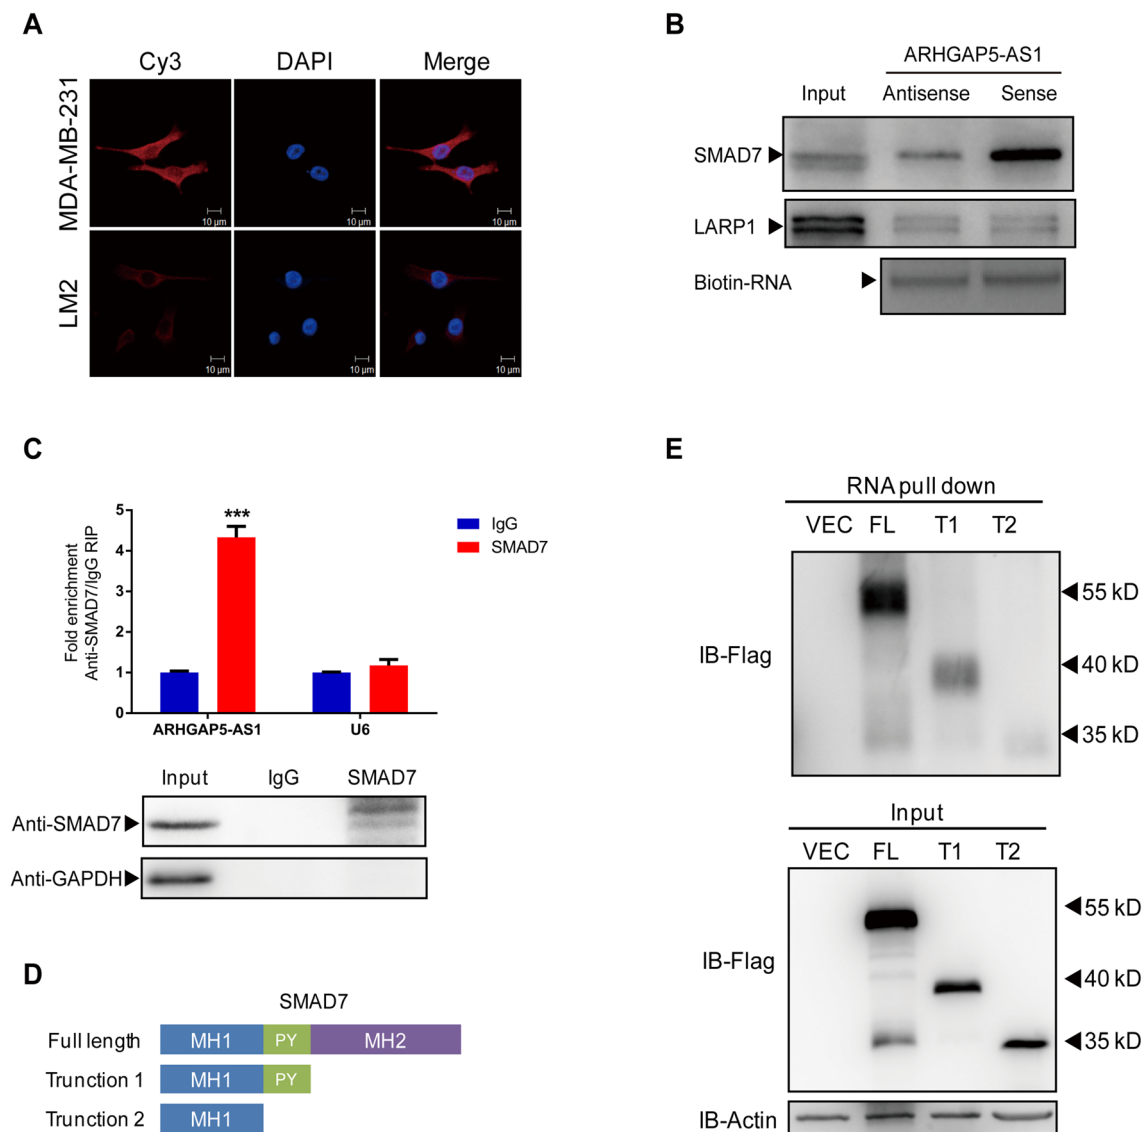 A
Cy3 DAPI Merge
MDA-MB-231
10 µm 10 µm 10 µm
LM2
10 µm 10 µm 10 µm
B
ARHGAP5-AS1
Input Antisense Sense
SMAD7
LARP1
Biotin-RNA
C
Fold enrichment
Anti-SMAD7/IgG RIP
5
4
3
2
1
0
***
IgG
SMAD7
ARHGAP5-AS1 U6
Input IgG SMAD7
Anti-SMAD7
Anti-GAPDH
D
SMAD7
Full length MH1 PY MH2
Trunction 1 MH1 PY
Trunction 2 MH1
E
RNA pull down
VEC FL T1 T2
IB-Flag
55 kD
40 kD
35 kD
Input
VEC FL T1 T2
IB-Flag
55 kD
40 kD
35 kD
IB-Actin